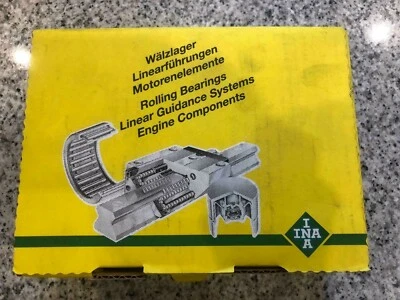 Wälzlager
Linearführungen
Motorenelemente
Rolling Bearings
Linear Guidance Systems
Engine Components
I
INA
A